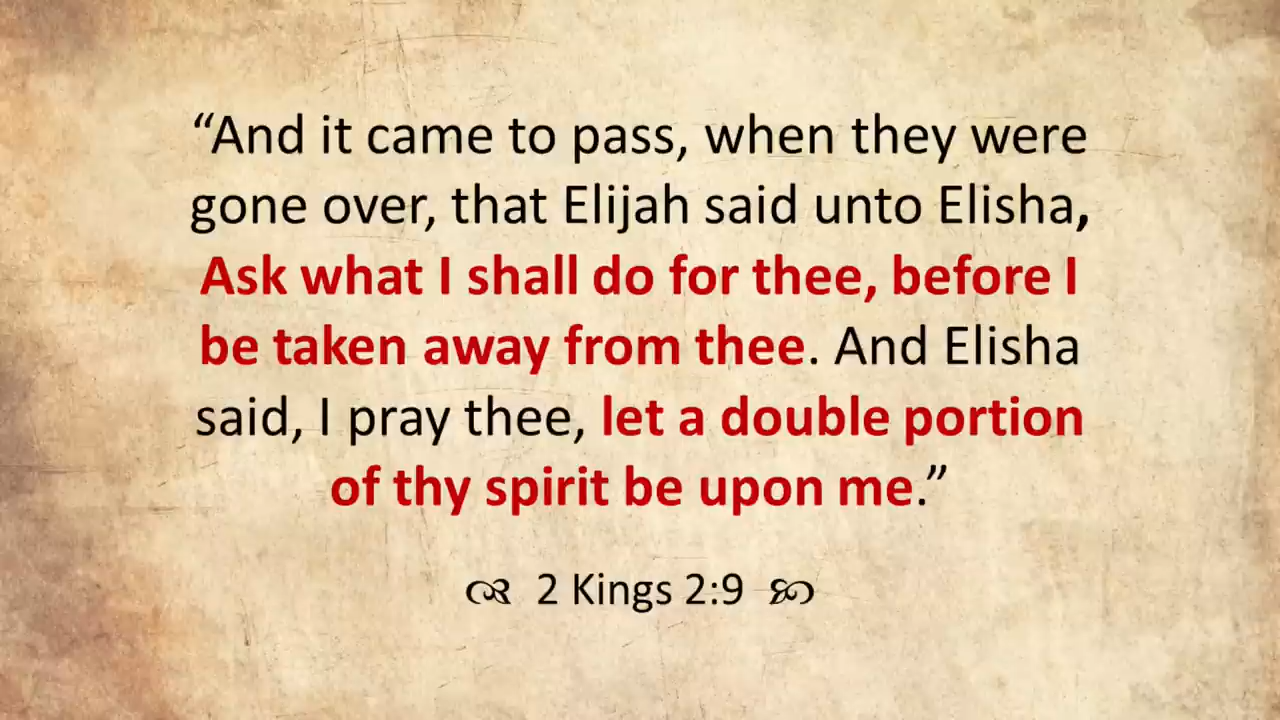 “And it came to pass, when they were
gone over, that Elijah said unto Elisha,
Ask what I shall do for thee, before I
be taken away from thee. And Elisha
said, I pray thee, let a double portion
of thy spirit be upon me.”
2 Kings 2:9